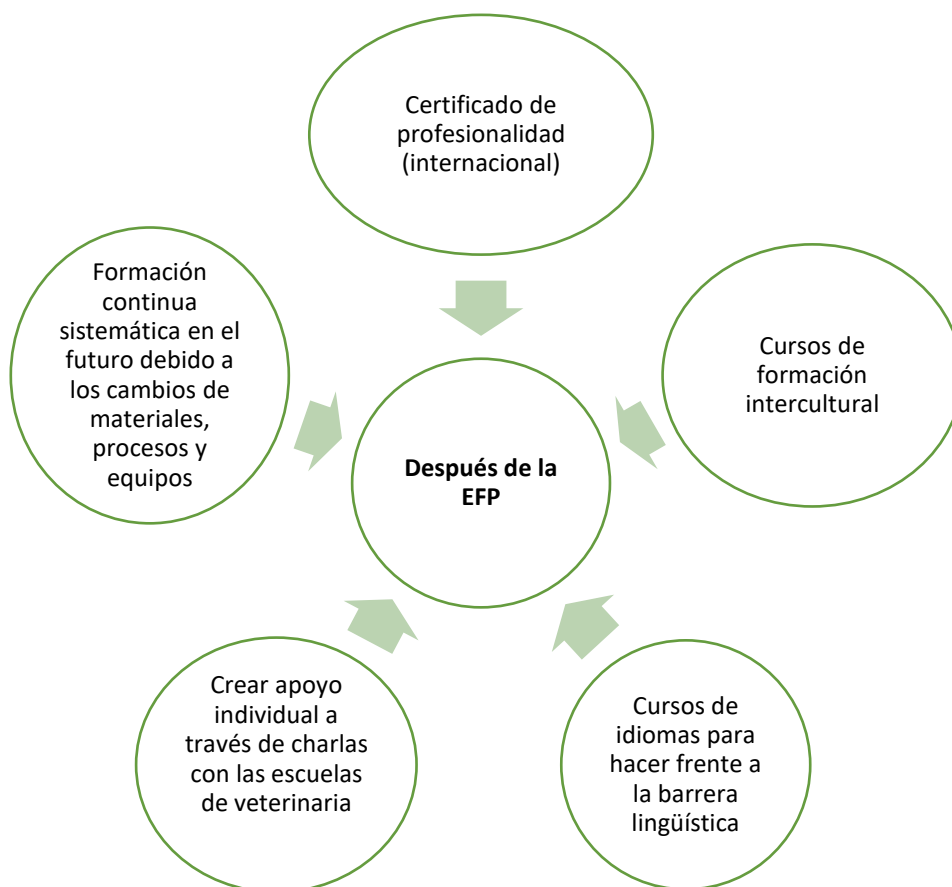 Certificado de
profesionalidad
(internacional)
Cursos de
formación
intercultural
Cursos de
idiomas para
hacer frente a
la barrera
lingüística
Crear apoyo
individual a
través de charlas
con las escuelas
de veterinaria
Formación
continua
sistemática en el
futuro debido a
los cambios de
materiales,
procesos y
equipos
Después de la
EFP